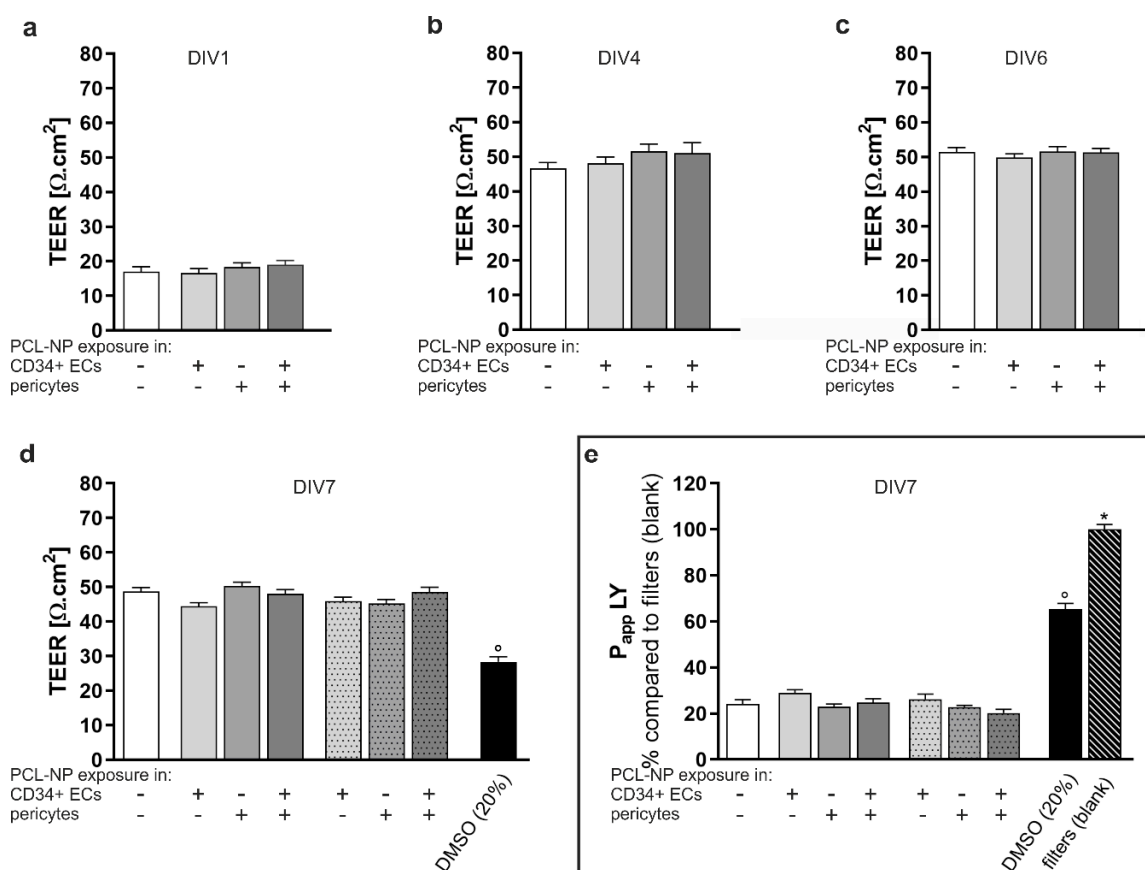 a
DIV1
80
70
60
50
40
30
20
10
0
TEER [Ω.cm²]
PCL-NP exposure in:
CD34+ ECs - + - +
pericytes - - + +
b
DIV4
80
70
60
50
40
30
20
10
0
TEER [Ω.cm²]
PCL-NP exposure in:
CD34+ ECs - + - +
pericytes - - + +
c
DIV6
80
70
60
50
40
30
20
10
0
TEER [Ω.cm²]
PCL-NP exposure in:
CD34+ ECs - + - +
pericytes - - + +
d
DIV7
80
70
60
50
40
30
20
10
0
TEER [Ω.cm²]
°
PCL-NP exposure in:
CD34+ ECs - + - + + - +
pericytes - - + + - + +
DMSO (20%)
e
DIV7
120
100
80
60
40
20
0
Papp LY
% compared to filters (blank)
°
*
PCL-NP exposure in:
CD34+ ECs - + - + + - +
pericytes - - + + - + +
DMSO (20%)
filters (blank)